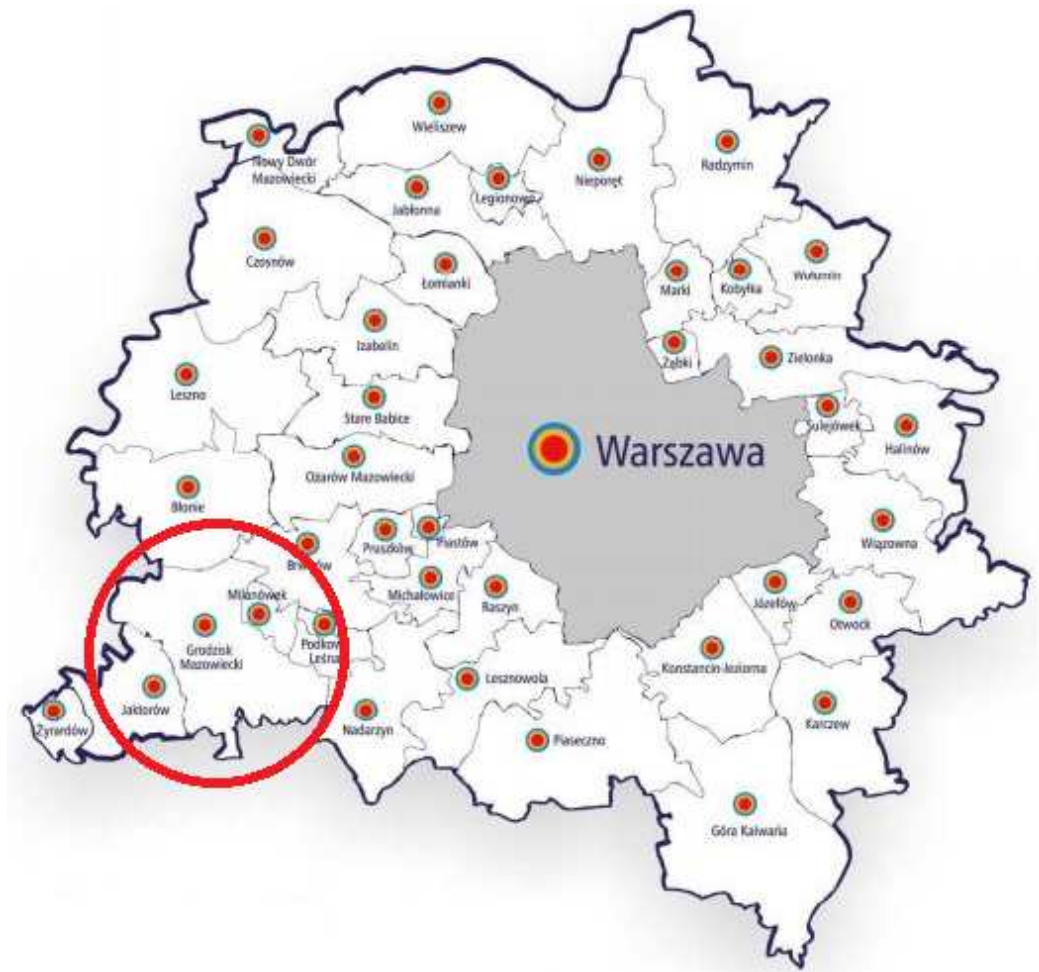 Wieliszew
Nowy Dwór
Mazowiecki
Nieporęt
Radzymin
Legionowo
Jabłonna
Czosnów
Łomianki
Marki
Kobyłka
Wołomin
Izabelin
Ząbki
Zielonka
Leszno
Stare Babice
Sulejówek
Halinów
Warszawa
Ożarów Mazowiecki
Błonie
Pruszków
Piastów
Wiązowna
Brwinów
Milanówek
Michałowice
Raszyn
Józefów
Otwock
Grodzisk
Mazowiecki
Podkowa
Leśna
Konstancin-Jeziorna
Lesznowola
Jaktorów
Żyrardów
Nadarzyn
Piaseczno
Karczew
Góra Kalwaria